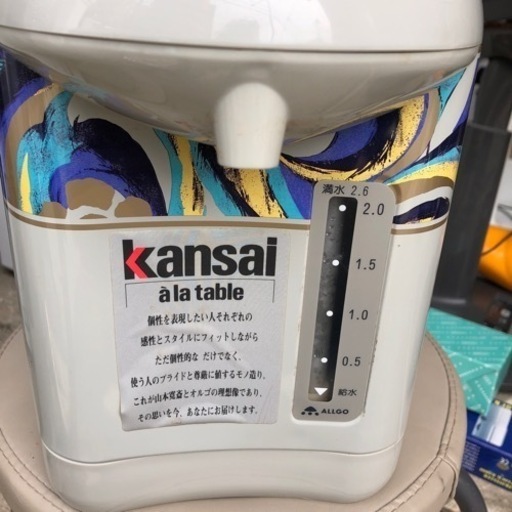 Kansai
à la table
個性を表現したい人それぞれの
感性とスタイルにフィットしながら
ただ個性的な だけでなく、
使う人のプライドと尊厳に値するモノ造り、
これが山本寛斎とオルゴの理想像であり、
その思いを今、あなたにお届けします。
満水 2.6
2.0
1.5
1.0
0.5
給水
ALLGO